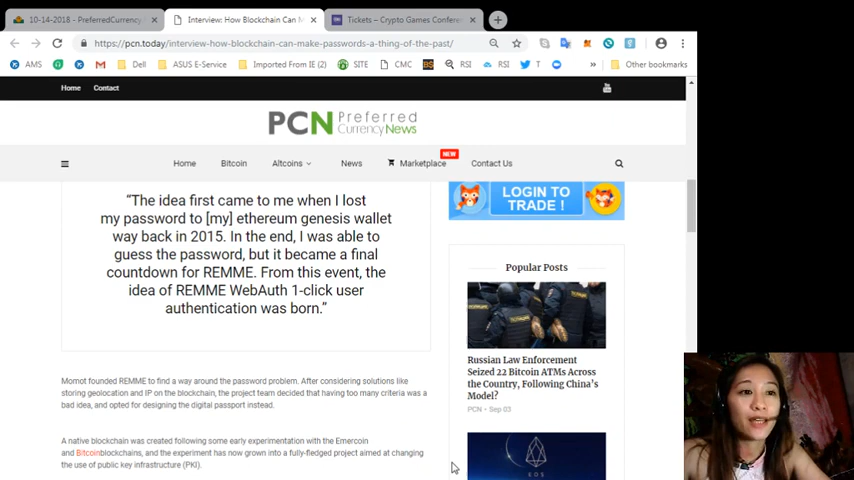 10-14-2018 - PreferredCurrency
Interview: How Blockchain Can M
Tickets – Crypto Games Confere
https://pcn.today/interview-how-blockchain-can-make-passwords-a-thing-of-the-past/
AMS
Dell
ASUS E-Service
Imported From IE (2)
SITE
CMC
BS
RSI
RSI
T
»
Other bookmarks
Home
Contact
PCN Preferred
CurrencyNews
NEW
Home
Bitcoin
Altcoins
News
Marketplace
Contact Us
“The idea first came to me when I lost
my password to [my] ethereum genesis wallet
way back in 2015. In the end, I was able to
guess the password, but it became a final
countdown for REMME. From this event, the
idea of REMME WebAuth 1-click user
authentication was born.”
Momot founded REMME to find a way around the password problem. After considering solutions like
storing geolocation and IP on the blockchain, the project team decided that having too many criteria was a
bad idea, and opted for designing the digital passport instead.
A native blockchain was created following some early experimentation with the Emercoin
and Bitcoinblockchains, and the experiment has now grown into a fully-fledged project aimed at changing
the use of public key infrastructure (PKI).
LOGIN TO
TRADE !
Popular Posts
Russian Law Enforcement
Seized 22 Bitcoin ATMs Across
the Country, Following China’s
Model?
PCN - Sep 03
EOS